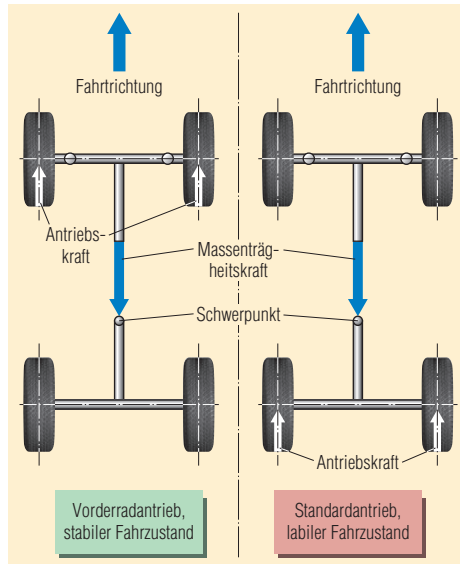 Fahrtrichtung
Fahrtrichtung
Antriebs-
kraft
Massenträg-
heitskraft
Schwerpunkt
Antriebskraft
Vorderradantrieb,
stabiler Fahrzustand
Standardantrieb,
labiler Fahrzustand